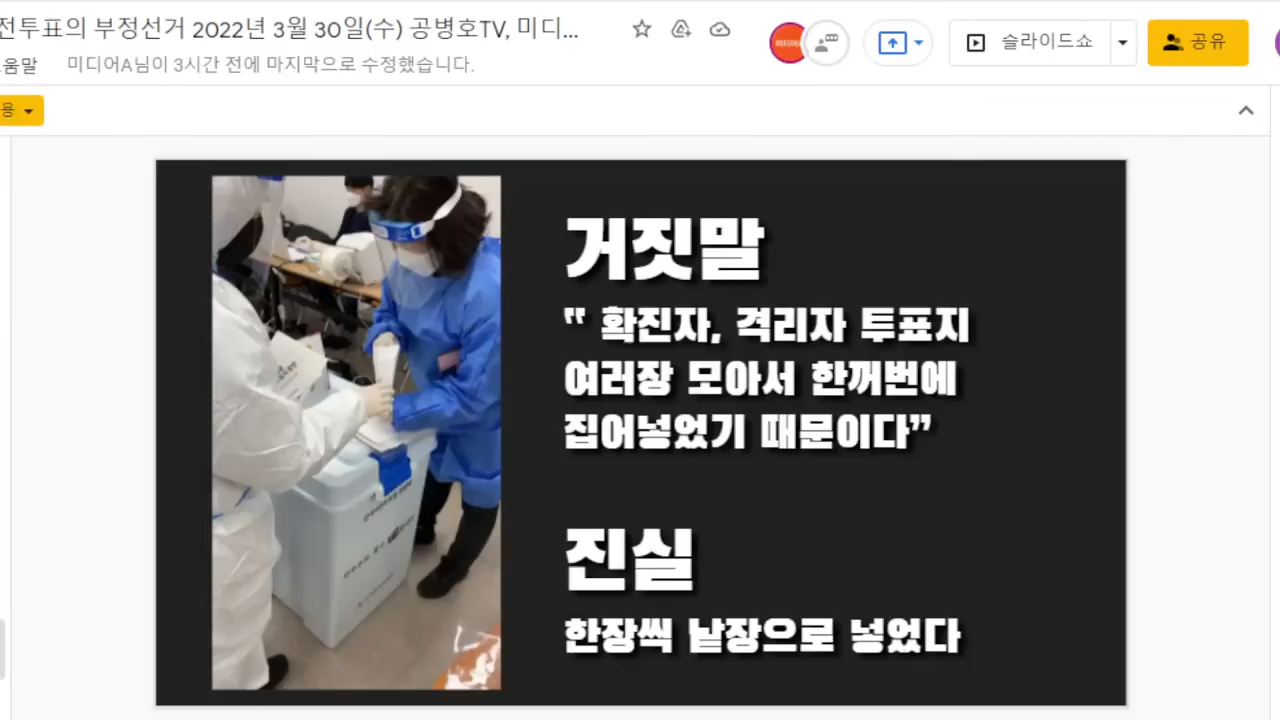 전투표의 부정선거 2022년 3월 30일(수) 공병호TV, 미디...
움말 미디어A님이 3시간 전에 마지막으로 수정했습니다.
슬라이드쇼
공유
용
거짓말
“ 확진자, 격리자 투표지
여러장 모아서 한꺼번에
집어넣었기 때문이다”
진실
한장씩 낱장으로 넣었다